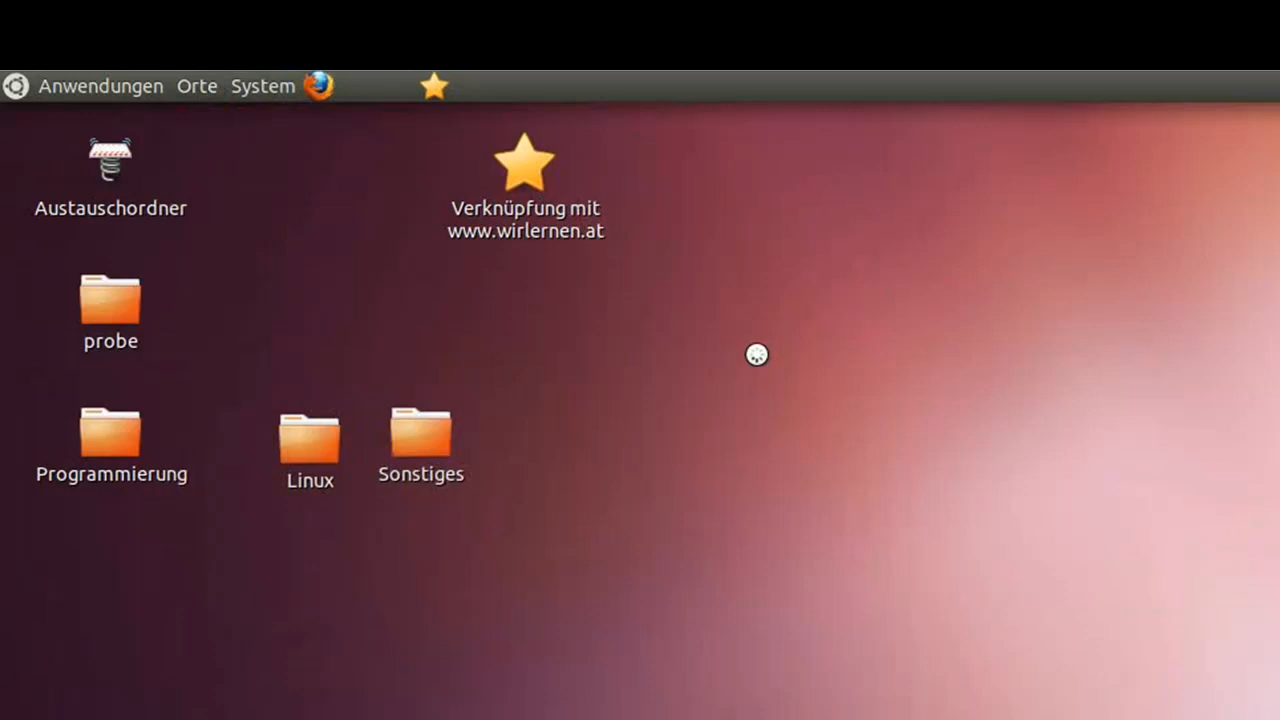 Anwendungen Orte System
Austauschordner
Verknüpfung mit
www.wirlernen.at
probe
Programmierung
Linux
Sonstiges